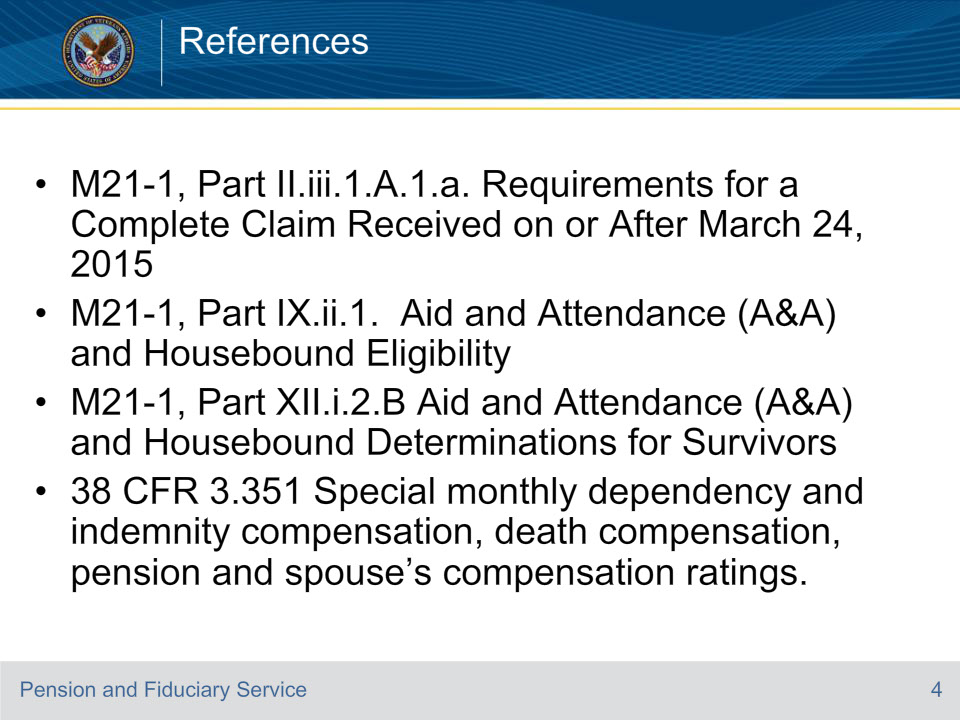 References
• M21-1, Part II.iii.1.A.1.a. Requirements for a
Complete Claim Received on or After March 24,
2015
• M21-1, Part IX.ii.1.  Aid and Attendance (A&A)
and Housebound Eligibility
• M21-1, Part XII.i.2.B Aid and Attendance (A&A)
and Housebound Determinations for Survivors
• 38 CFR 3.351 Special monthly dependency and
indemnity compensation, death compensation,
pension and spouse’s compensation ratings.
Pension and Fiduciary Service
4